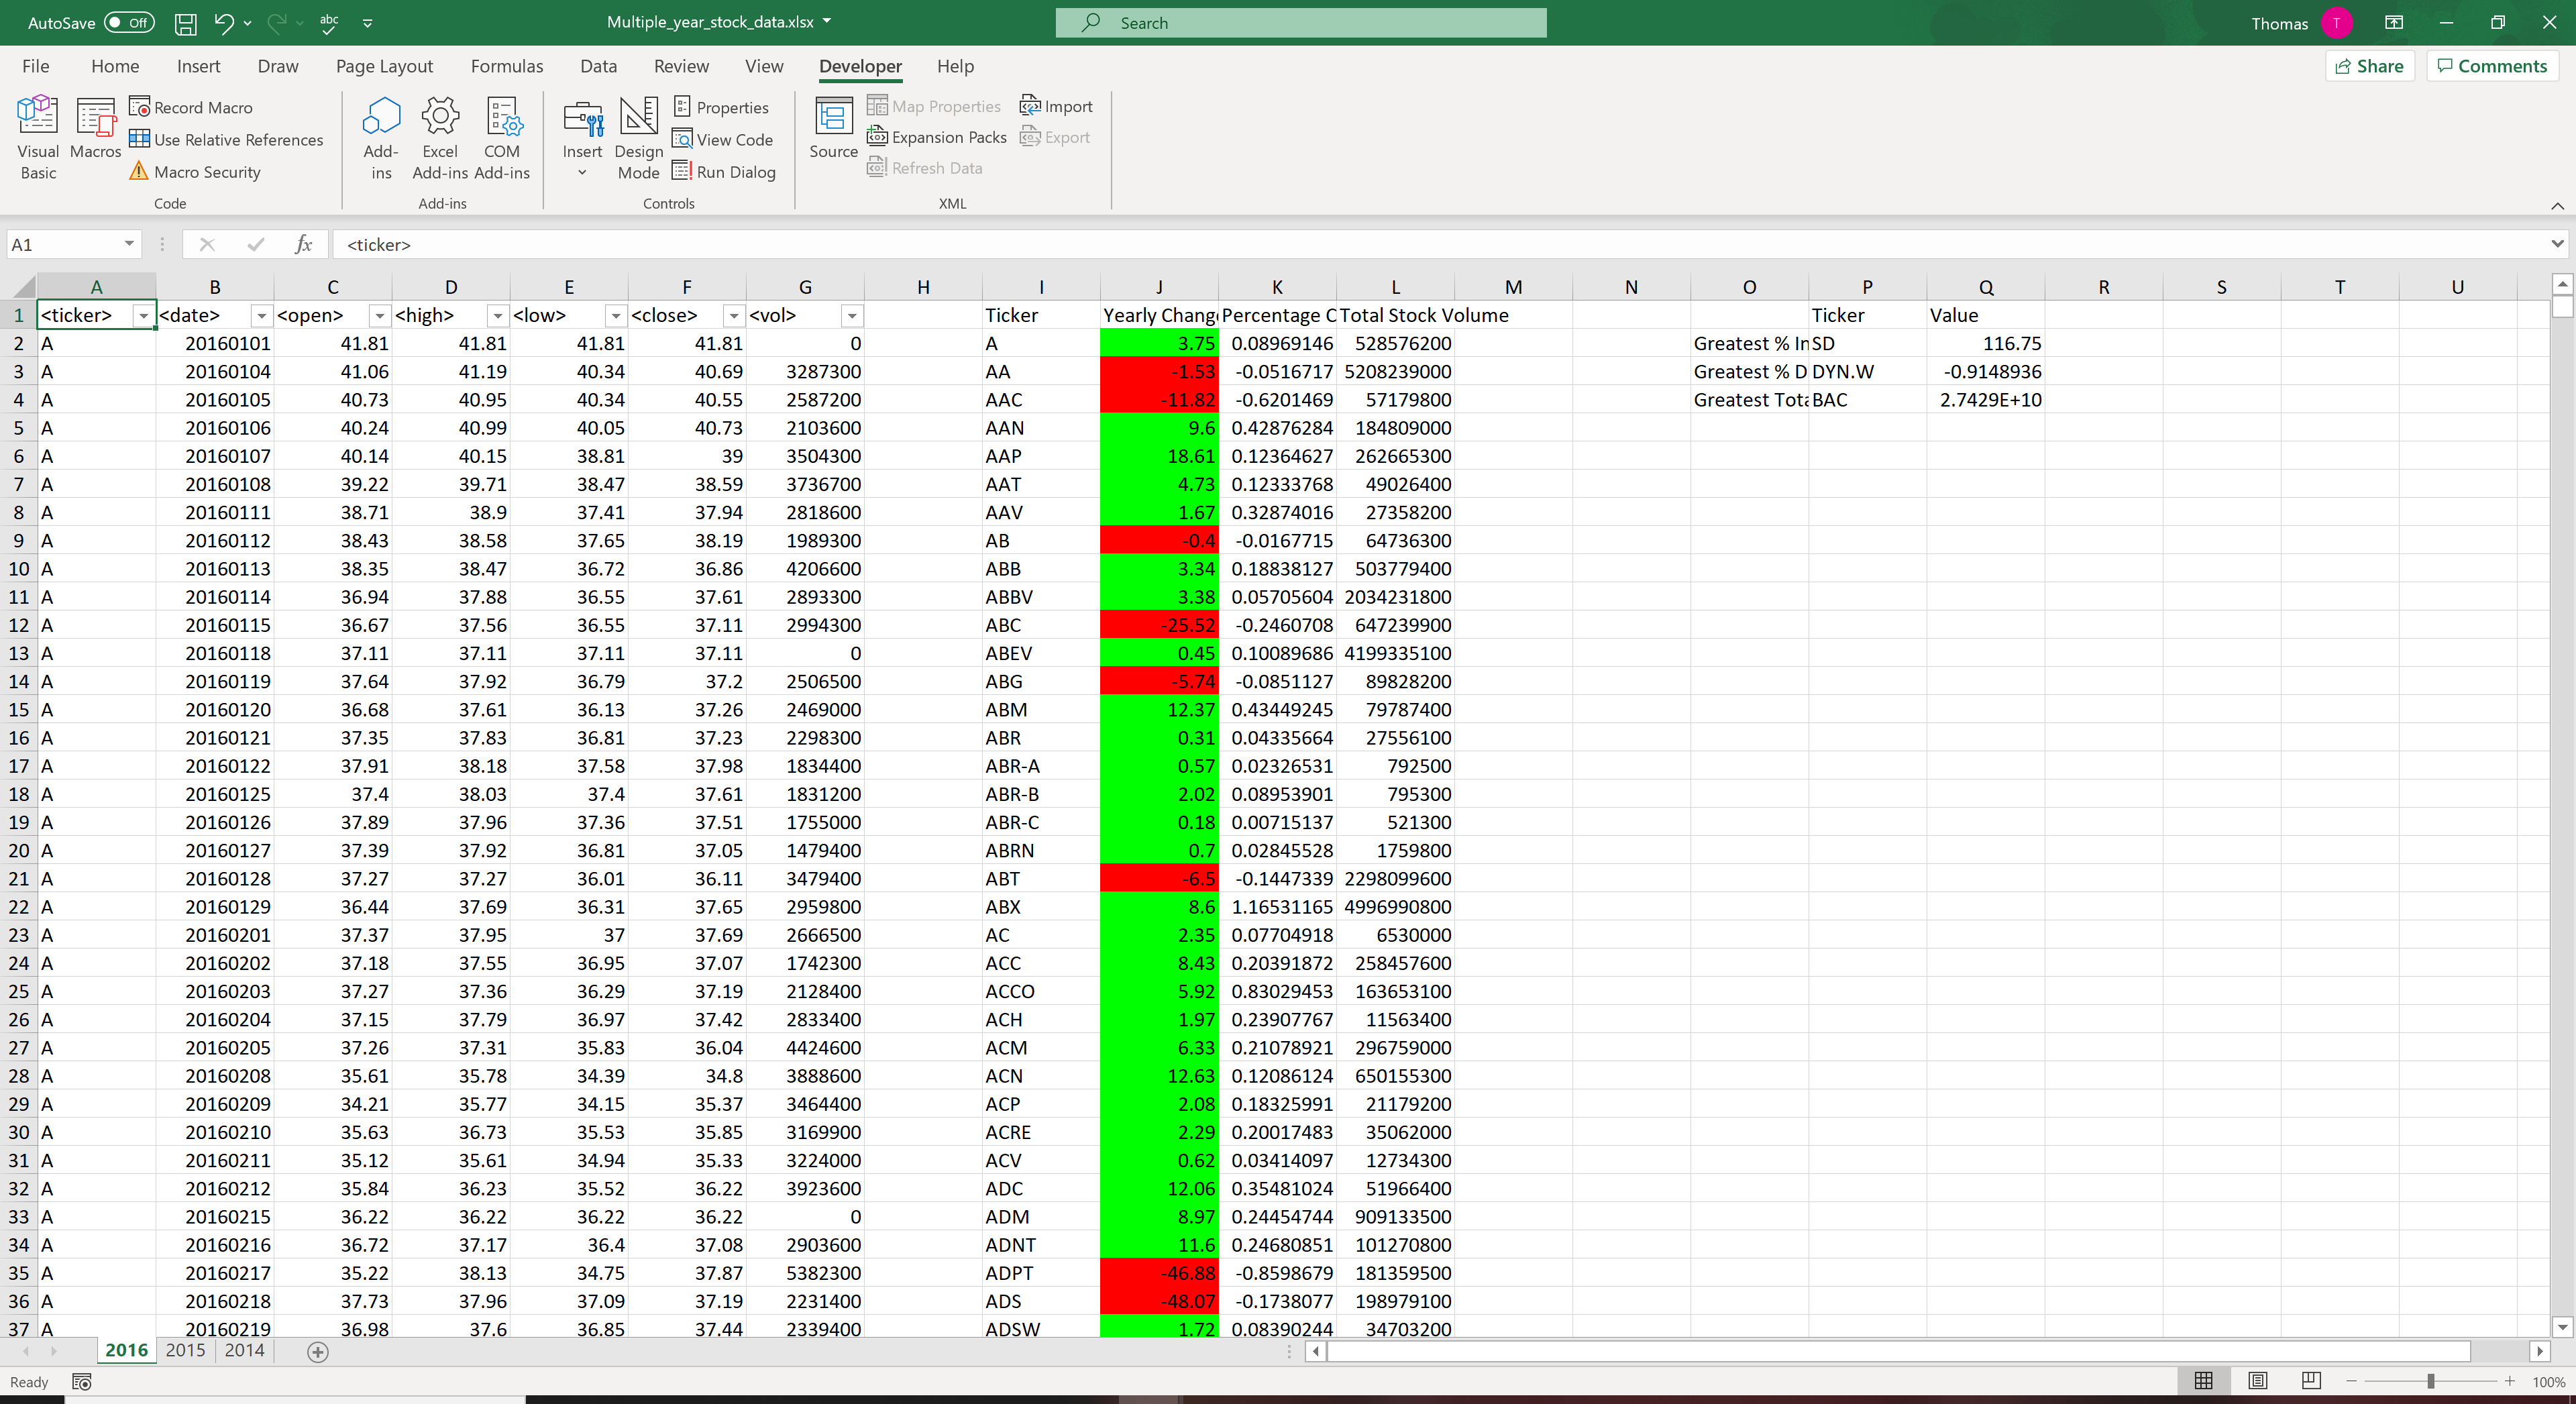 AutoSave Off abc Multiple_year_stock_data.xlsx Search Thomas T
File Home Insert Draw Page Layout Formulas Data Review View Developer Help Share Comments
Visual Basic Macros Record Macro Use Relative References Macro Security Add-ins Excel Add-ins COM Add-ins Insert Design Mode Properties View Code Run Dialog Source Map Properties Expansion Packs Refresh Data Import Export
Code Add-ins Controls XML
A1 fx <ticker>
A B C D E F G H I J K L M N O P Q R S T U
1 <ticker> <date> <open> <high> <low> <close> <vol> Ticker Yearly Chang Percentage C Total Stock Volume Ticker Value
2 A 20160101 41.81 41.81 41.81 41.81 0 A 3.75 0.08969146 528576200 Greatest % In SD 116.75
3 A 20160104 41.06 41.19 40.34 40.69 3287300 AA -1.53 -0.0516717 5208239000 Greatest % D DYN.W -0.9148936
4 A 20160105 40.73 40.95 40.34 40.55 2587200 AAC -11.82 -0.6201469 57179800 Greatest Tota BAC 2.7429E+10
5 A 20160106 40.24 40.99 40.05 40.73 2103600 AAN 9.6 0.42876284 184809000
6 A 20160107 40.14 40.15 38.81 39 3504300 AAP 18.61 0.12364627 262665300
7 A 20160108 39.22 39.71 38.47 38.59 3736700 AAT 4.73 0.12333768 49026400
8 A 20160111 38.71 38.9 37.41 37.94 2818600 AAV 1.67 0.32874016 27358200
9 A 20160112 38.43 38.58 37.65 38.19 1989300 AB -0.4 -0.0167715 64736300
10 A 20160113 38.35 38.47 36.72 36.86 4206600 ABB 3.34 0.18838127 503779400
11 A 20160114 36.94 37.88 36.55 37.61 2893300 ABBV 3.38 0.05705604 2034231800
12 A 20160115 36.67 37.56 36.55 37.11 2994300 ABC -25.52 -0.2460708 647239900
13 A 20160118 37.11 37.11 37.11 37.11 0 ABEV 0.45 0.10089686 4199335100
14 A 20160119 37.64 37.92 36.79 37.2 2506500 ABG -5.74 -0.0851127 89828200
15 A 20160120 36.68 37.61 36.13 37.26 2469000 ABM 12.37 0.43449245 79787400
16 A 20160121 37.35 37.83 36.81 37.23 2298300 ABR 0.31 0.04335664 27556100
17 A 20160122 37.91 38.18 37.58 37.98 1834400 ABR-A 0.57 0.02326531 792500
18 A 20160125 37.4 38.03 37.4 37.61 1831200 ABR-B 2.02 0.08953901 795300
19 A 20160126 37.89 37.96 37.36 37.51 1755000 ABR-C 0.18 0.00715137 521300
20 A 20160127 37.39 37.92 36.81 37.05 1479400 ABRN 0.7 0.02845528 1759800
21 A 20160128 37.27 37.27 36.01 36.11 3479400 ABT -6.5 -0.1447339 2298099600
22 A 20160129 36.44 37.69 36.31 37.65 2959800 ABX 8.6 1.16531165 4996990800
23 A 20160201 37.37 37.95 37 37.69 2666500 AC 2.35 0.07704918 6530000
24 A 20160202 37.18 37.55 36.95 37.07 1742300 ACC 8.43 0.20391872 258457600
25 A 20160203 37.27 37.36 36.29 37.19 2128400 ACCO 5.92 0.83029453 163653100
26 A 20160204 37.15 37.79 36.97 37.42 2833400 ACH 1.97 0.23907767 11563400
27 A 20160205 37.26 37.31 35.83 36.04 4424600 ACM 6.33 0.21078921 296759000
28 A 20160208 35.61 35.78 34.39 34.8 3888600 ACN 12.63 0.12086124 650155300
29 A 20160209 34.21 35.77 34.15 35.37 3464400 ACP 2.08 0.18325991 21179200
30 A 20160210 35.63 36.73 35.53 35.85 3169900 ACRE 2.29 0.20017483 35062000
31 A 20160211 35.12 35.61 34.94 35.33 3224000 ACV 0.62 0.03414097 12734300
32 A 20160212 35.84 36.23 35.52 36.22 3923600 ADC 12.06 0.35481024 51966400
33 A 20160215 36.22 36.22 36.22 36.22 0 ADM 8.97 0.24454744 909133500
34 A 20160216 36.72 37.17 36.4 37.08 2903600 ADNT 11.6 0.24680851 101270800
35 A 20160217 35.22 38.13 34.75 37.87 5382300 ADPT -46.88 -0.8598679 181359500
36 A 20160218 37.73 37.96 37.09 37.19 2231400 ADS -48.07 -0.1738077 198979100
37 A 20160219 36.98 37.6 36.85 37.44 2339400 ADSW 1.72 0.08390244 34703200
2016 2015 2014
Ready 100%